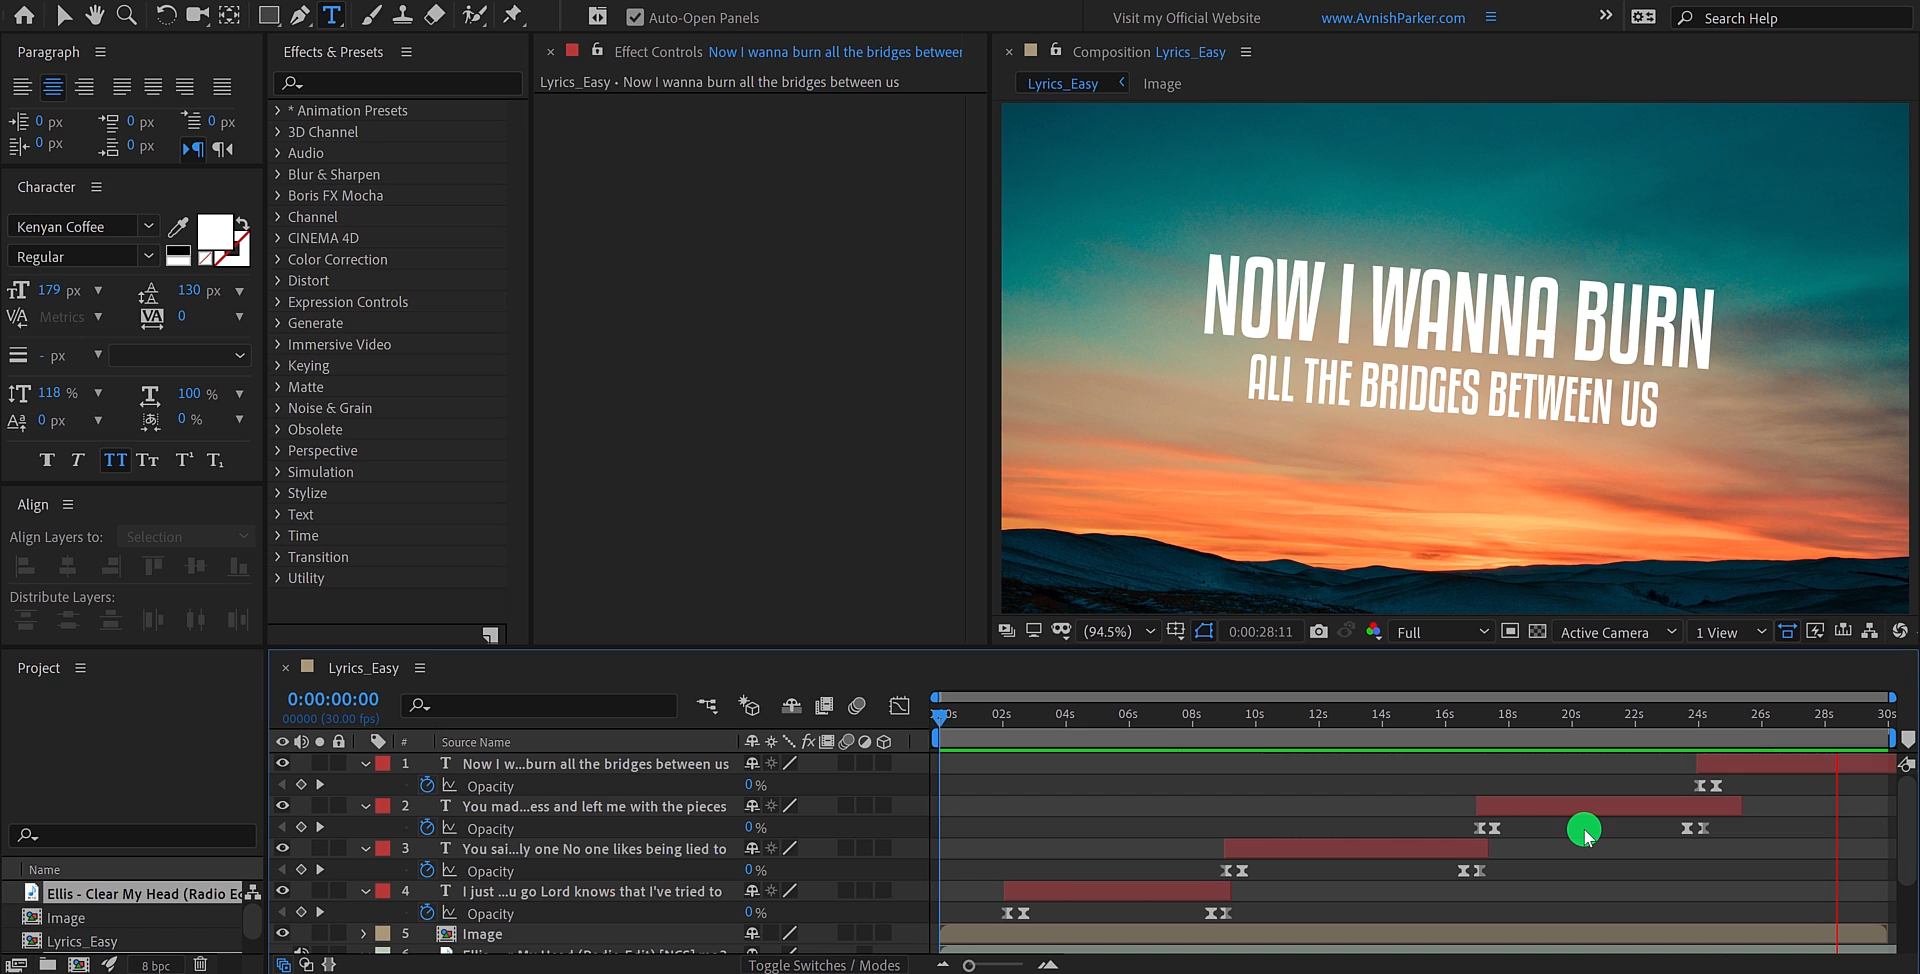 Auto-Open Panels
Visit my Official Website
www.AvnishParker.com
Search Help
Paragraph
0 px
0 px
0 px
0 px
0 px
Character
Kenyan Coffee
Regular
179 px
130 px
Metrics
0
- px
118 %
100 %
0 px
0 %
Align
Align Layers to:
Selection
Distribute Layers:
Effects & Presets
* Animation Presets
3D Channel
Audio
Blur & Sharpen
Boris FX Mocha
Channel
CINEMA 4D
Color Correction
Distort
Expression Controls
Generate
Immersive Video
Keying
Matte
Noise & Grain
Obsolete
Perspective
Simulation
Stylize
Text
Time
Transition
Utility
Effect Controls Now I wanna burn all the bridges between
Lyrics_Easy • Now I wanna burn all the bridges between us
Composition Lyrics_Easy
Lyrics_Easy
Image
NOW I WANNA BURN
ALL THE BRIDGES BETWEEN US
(94.5%)
0:00:28:11
Full
Active Camera
1 View
Project
Name
Ellis - Clear My Head (Radio Ed
Image
Lyrics_Easy
8 bpc
Lyrics_Easy
0:00:00:00
00000 (30.00 fps)
# Source Name
1 T Now I w...burn all the bridges between us
Opacity 0 %
2 T You mad...ess and left me with the pieces
Opacity 0 %
3 T You sai...ly one No one likes being lied to
Opacity 0 %
4 T I just ...u go Lord knows that I've tried to
Opacity 0 %
5 Image
Toggle Switches / Modes
02s 04s 06s 08s 10s 12s 14s 16s 18s 20s 22s 24s 26s 28s 30s